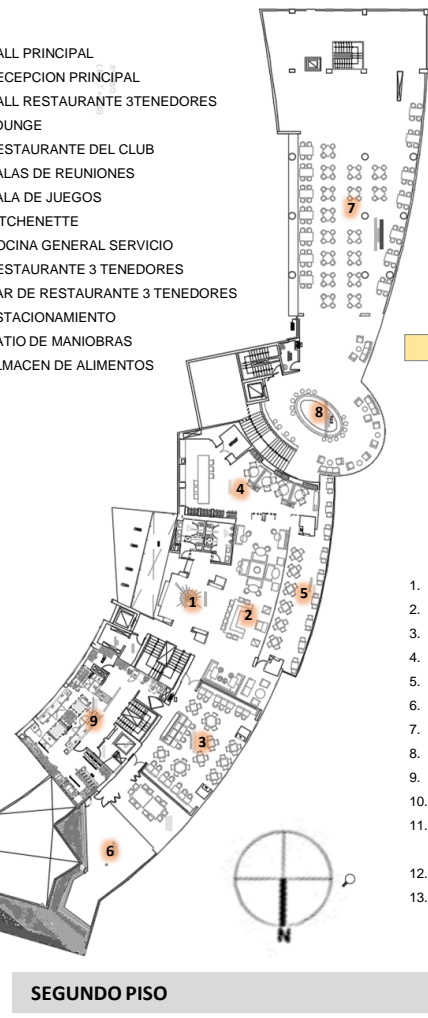 ALL PRINCIPAL
ECEPCION PRINCIPAL
ALL RESTAURANTE 3TENEDORES
OUNGE
ESTAURANTE DEL CLUB
ALAS DE REUNIONES
ALA DE JUEGOS
TCHENETTE
OCINA GENERAL SERVICIO
ESTAURANTE 3 TENEDORES
AR DE RESTAURANTE 3 TENEDORES
STACIONAMIENTO
ATIO DE MANIOBRAS
LMACEN DE ALIMENTOS
7
8
4
1
2
5
3
9
6
1.
2.
3.
4.
5.
6.
7.
8.
9.
10.
11.
12.
13.
N
SEGUNDO PISO